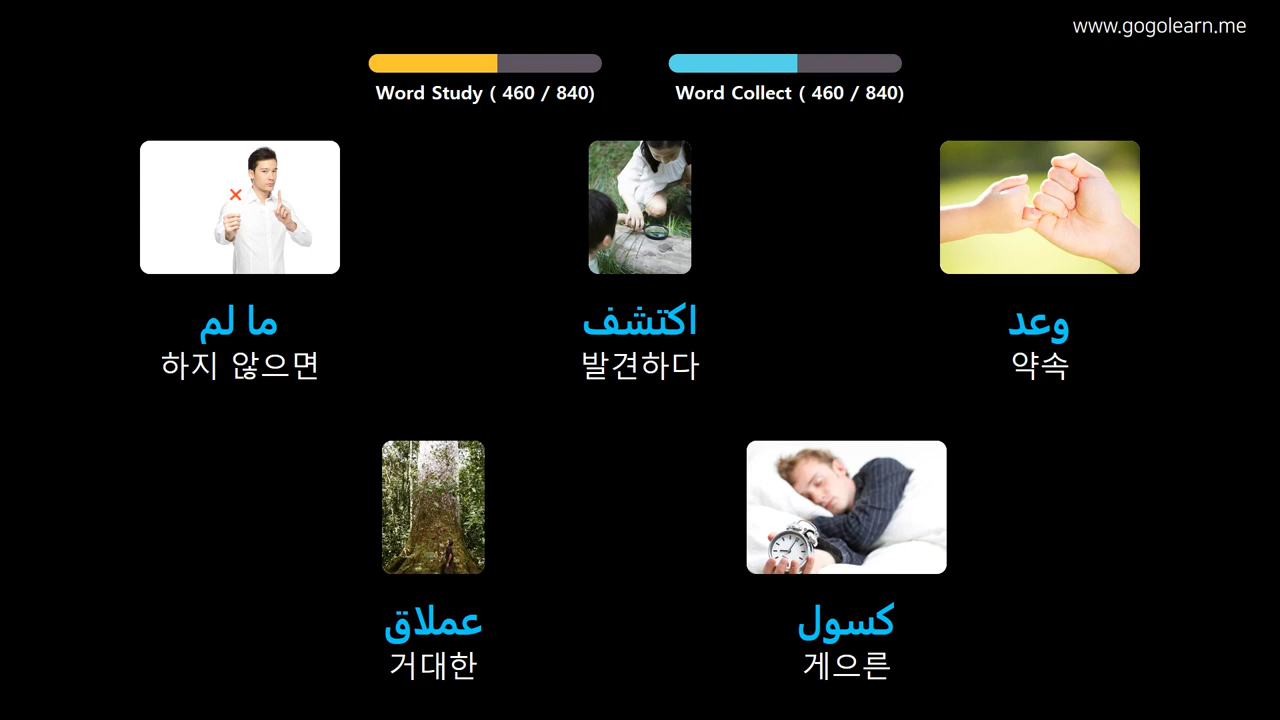 www.gogolearn.me
Word Study ( 460 / 840)
Word Collect ( 460 / 840)
ما لم
하지 않으면
اكتشف
발견하다
وعد
약속
عملاق
거대한
كسول
게으른